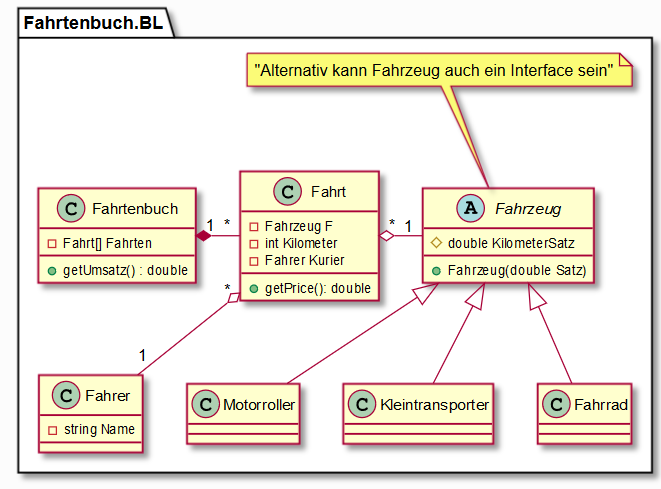 Fahrtenbuch.BL
"Alternativ kann Fahrzeug auch ein Interface sein"
C Fahrtenbuch
Fahrt[] Fahrten
getUmsatz() : double
1 *
C Fahrt
Fahrzeug F
int Kilometer
Fahrer Kurier
getPrice(): double
* 1
A Fahrzeug
double KilometerSatz
Fahrzeug(double Satz)
*
1
C Fahrer
string Name
C Motorroller
C Kleintransporter
C Fahrrad